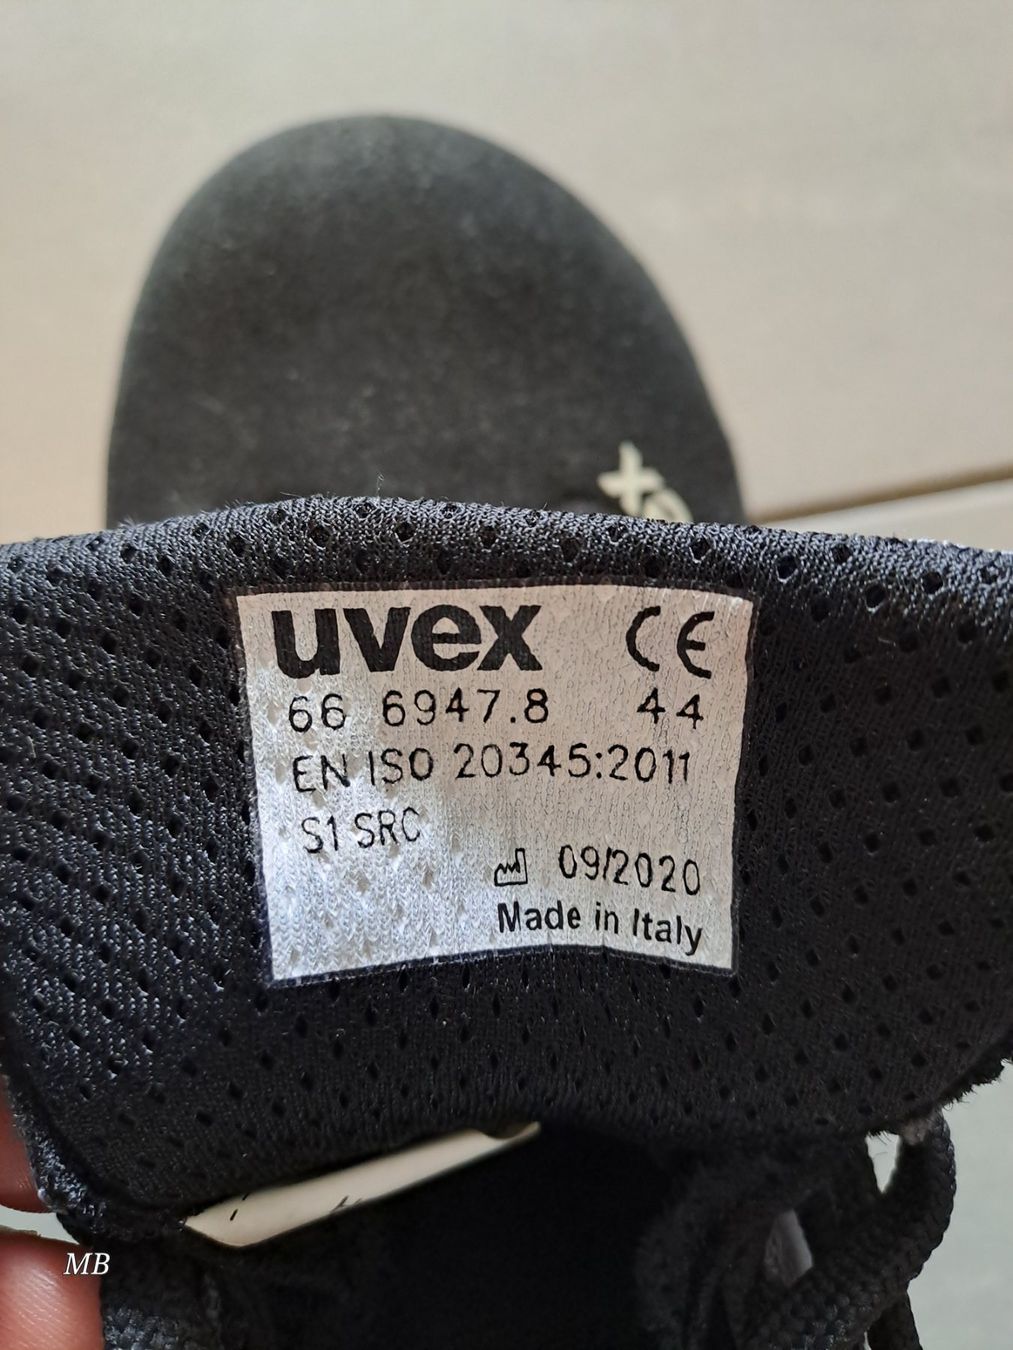 uvex CE
66 6947.8 44
EN ISO 20345:2011
S1 SRC
09/2020
Made in Italy
MB